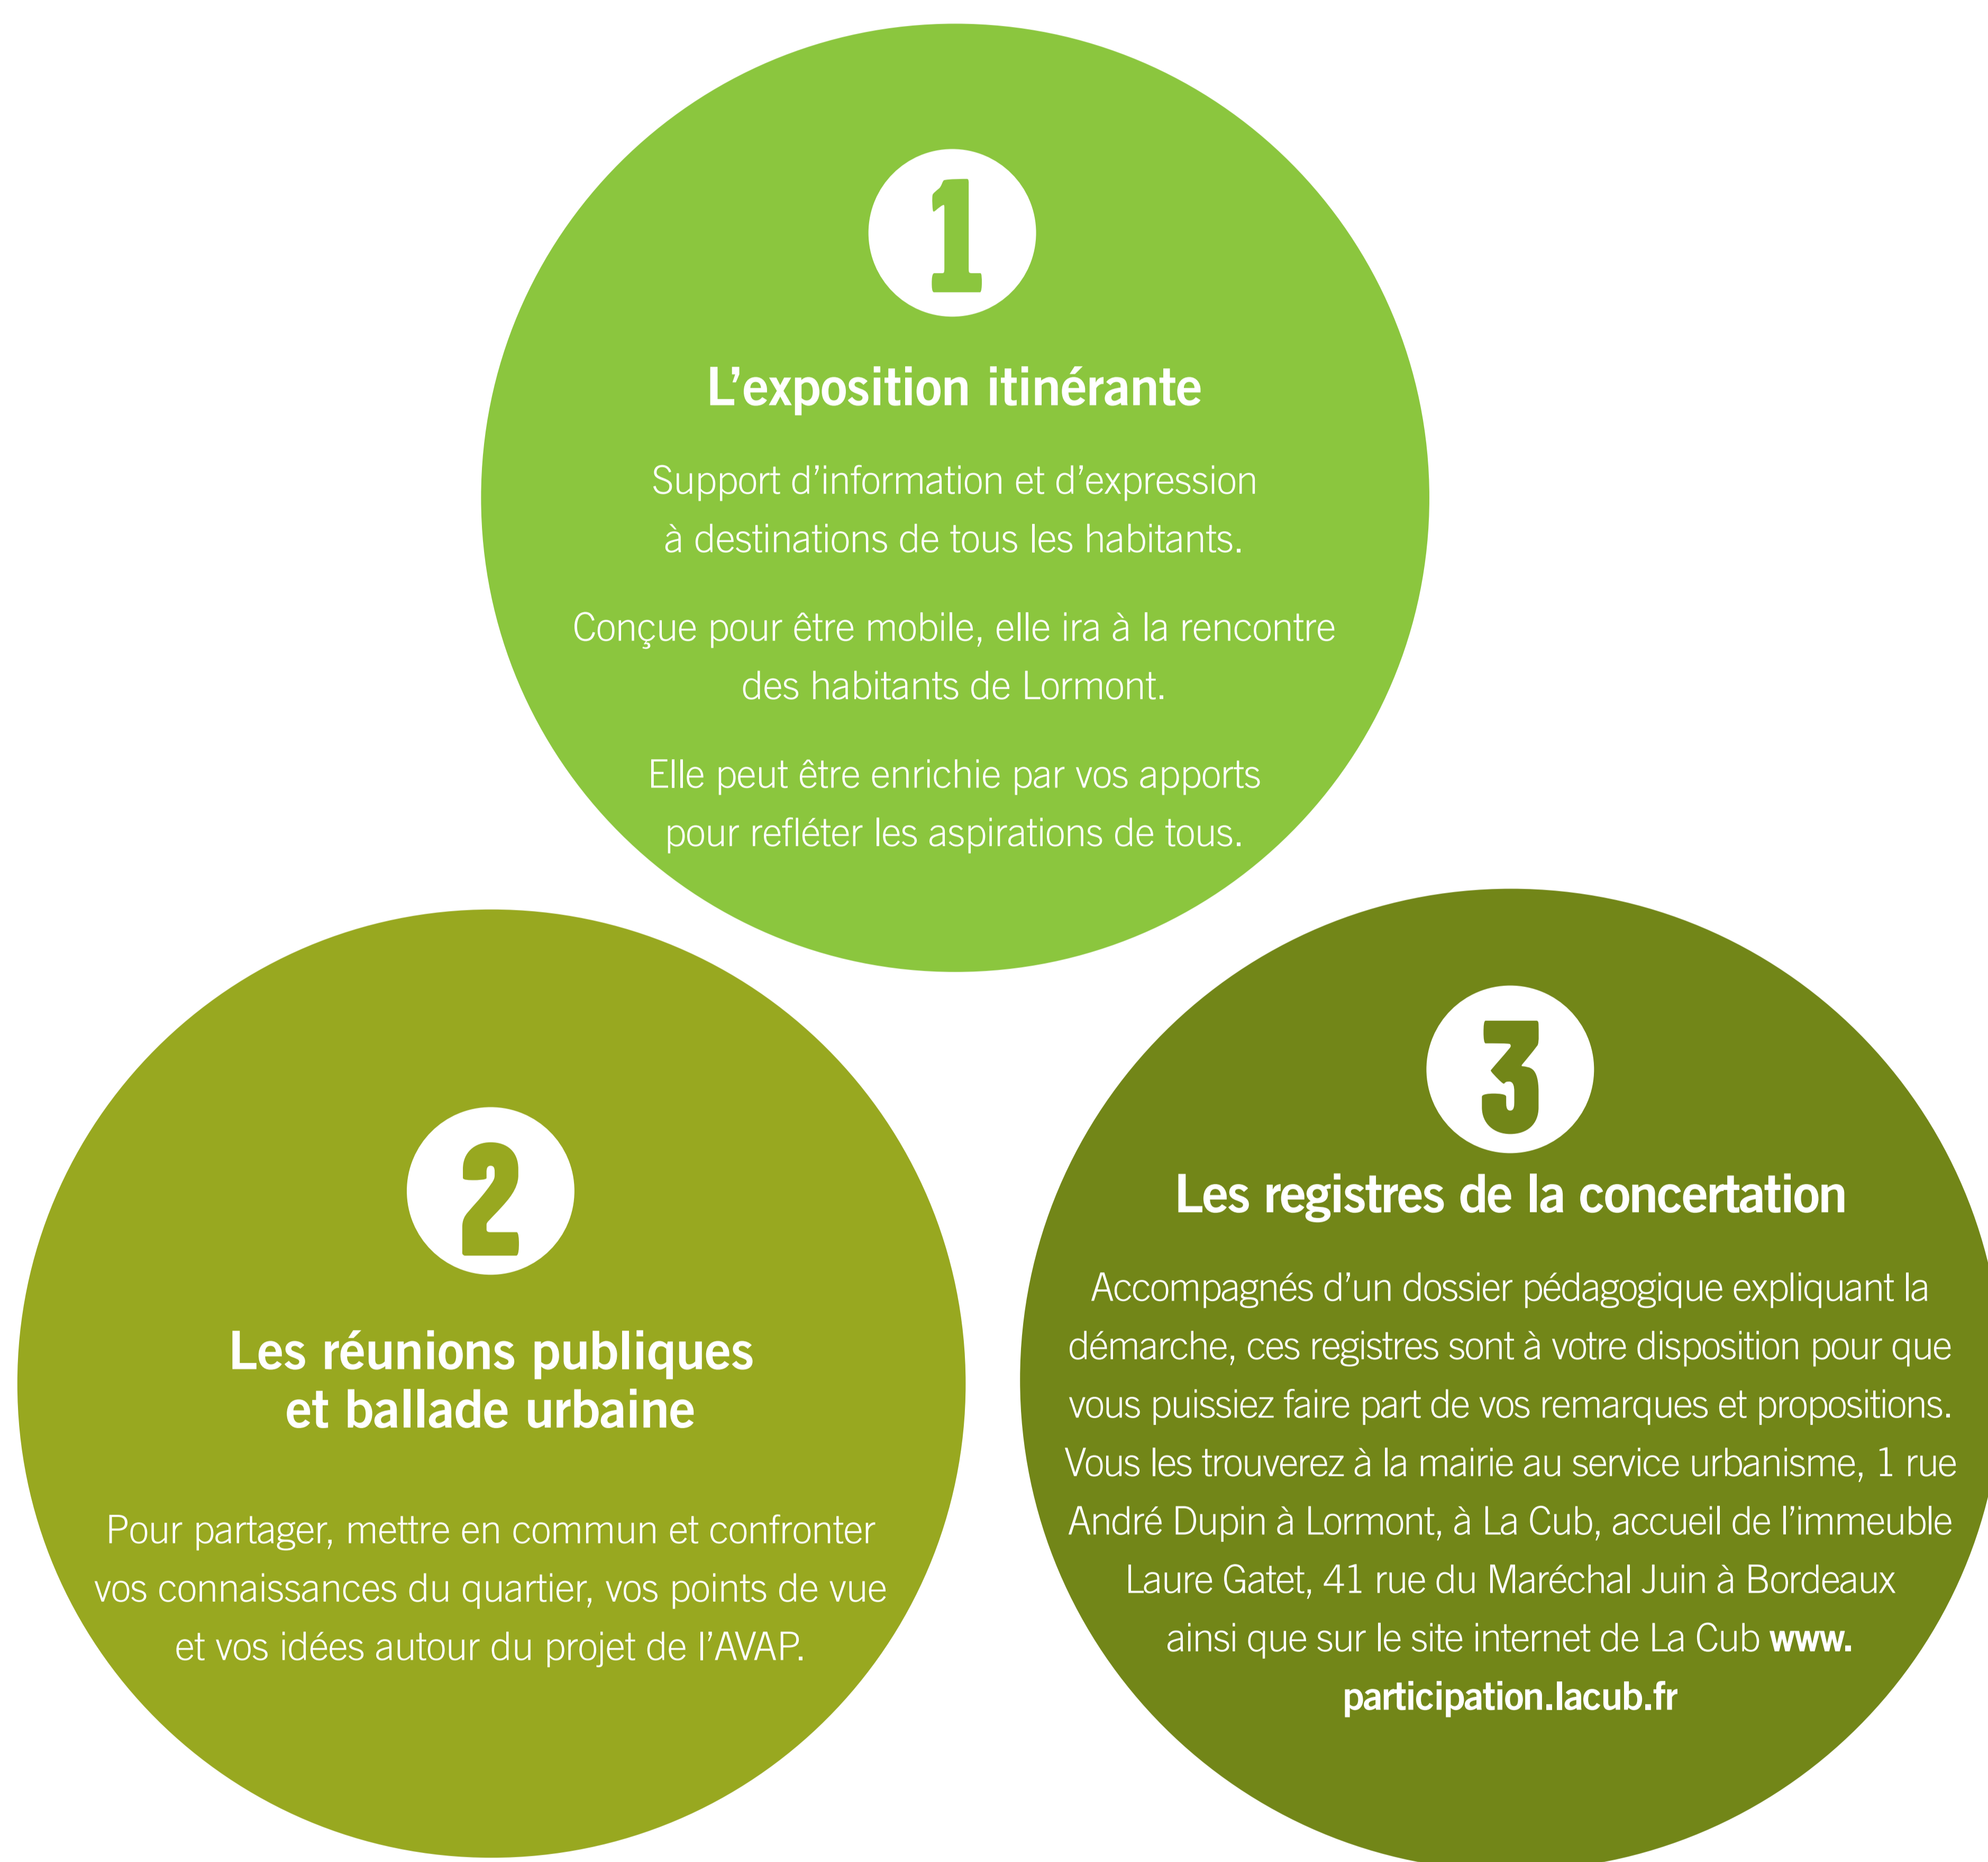 1
L'exposition itinérante
Support d'information et d'expression
à destinations de tous les habitants.
Conçue pour être mobile, elle ira à la rencontre
des habitants de Lormont.
Elle peut être enrichie par vos apports
pour refléter les aspirations de tous.
2
Les réunions publiques
et ballade urbaine
Pour partager, mettre en commun et confronter
vos connaissances du quartier, vos points de vue
et vos idées autour du projet de l'AVAP.
3
Les registres de la concertation
Accompagnés d'un dossier pédagogique expliquant la
démarche, ces registres sont à votre disposition pour que
vous puissiez faire part de vos remarques et propositions.
Vous les trouverez à la mairie au service urbanisme, 1 rue
André Dupin à Lormont, à La Cub, accueil de l'immeuble
Laure Gatet, 41 rue du Maréchal Juin à Bordeaux
ainsi que sur le site internet de La Cub www.
participation.lacub.fr